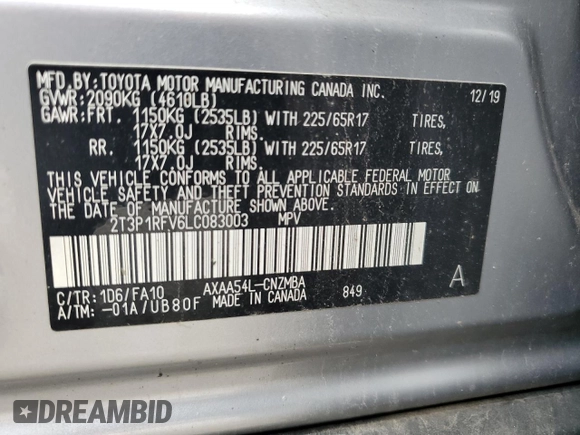 MFD.BY:TOYOTA MOTOR MANUFACTURING CANADA INC.
GVWR:2090KG (4610LB) 12/19
GAWR:FRT. 1150KG (2535LB) WITH 225/65R17 TIRES,
17X7.0J RIMS.
RR. 1150KG (2535LB) WITH 225/65R17 TIRES,
17X7.0J RIMS.
THIS VEHICLE CONFORMS TO ALL APPLICABLE FEDERAL MOTOR
VEHICLE SAFETY AND THEFT PREVENTION STANDARDS IN EFFECT ON
THE DATE OF MANUFACTURE SHOWN ABOVE.
2T3P1RFV6LC083003 MPV
AXAA54L-CNZMBA A
C/TR:1D6/FA10 MADE IN CANADA 849
A/TM:-01A/UB80F
DREAMBID